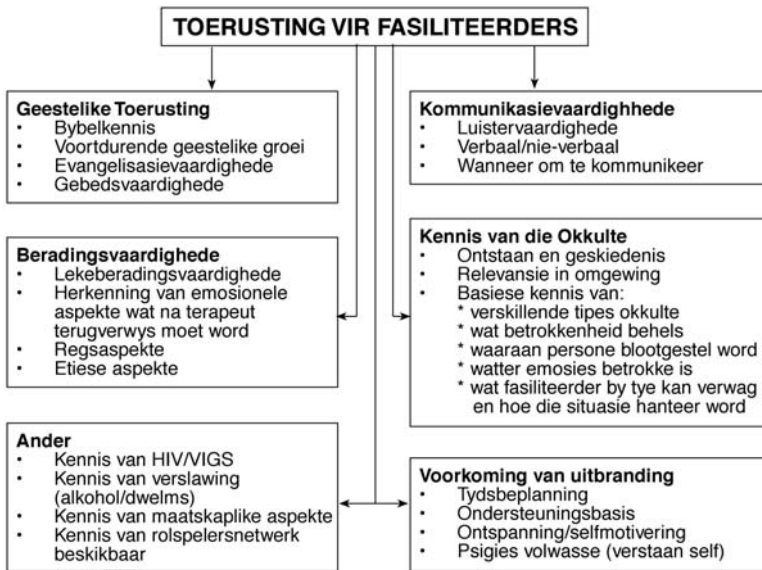 TOERUSTING VIR FASILITEERDERS
Geestelike Toerusting
• Bybelkennis
• Voortdurende geestelike groei
• Evangelisasievaardighede
• Gebedsvaardighede
Kommunikasievaardighhede
• Luistervaardighede
• Verbaal/nie-verbaal
• Wanneer om te kommunikeer
Beradingsvaardighede
• Lekeberadingsvaardighede
• Herkenning van emosionele
aspekte wat na terapeut
terugverwys moet word
• Regsaspekte
• Etiese aspekte
Kennis van die Okkulte
• Ontstaan en geskiedenis
• Relevansie in omgewing
• Basiese kennis van:
* verskillende tipes okkulte
* wat betrokkenheid behels
* waaraan persone blootgestel word
* watter emosies betrokke is
* wat fasiliteerder by tye kan verwag
en hoe die situasie hanteer word
Ander
• Kennis van HIV/VIGS
• Kennis van verslawing
(alkohol/dwelms)
• Kennis van maatskaplike aspekte
• Kennis van rolspelersnetwerk
beskikbaar
Voorkoming van uitbranding
• Tydsbeplanning
• Ondersteuningsbasis
• Ontspanning/selfmotivering
• Psigies volwasse (verstaan self)